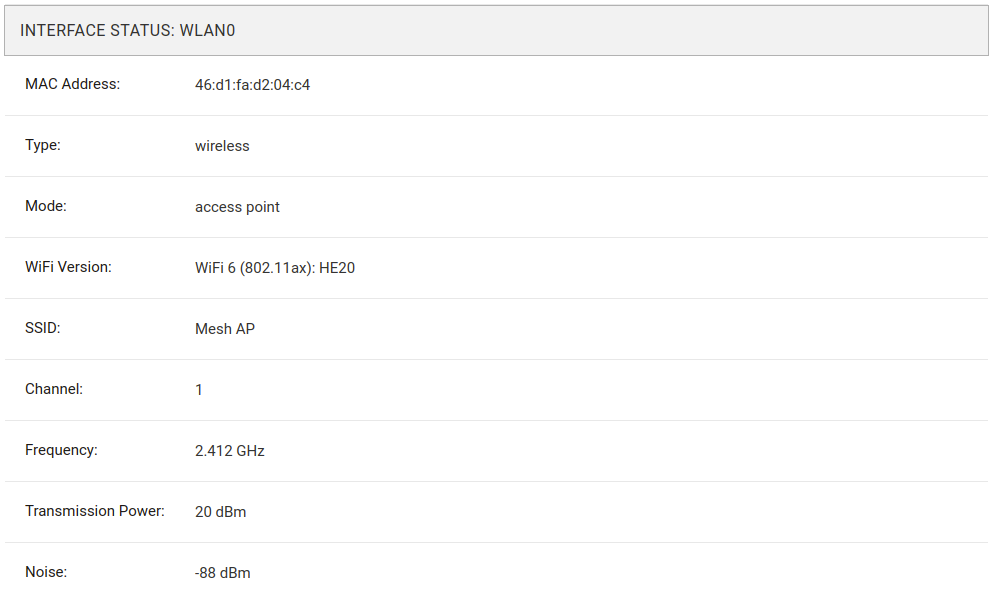 INTERFACE STATUS: WLAN0
MAC Address: 46:d1:fa:d2:04:c4
Type: wireless
Mode: access point
WiFi Version: WiFi 6 (802.11ax): HE20
SSID: Mesh AP
Channel: 1
Frequency: 2.412 GHz
Transmission Power: 20 dBm
Noise: -88 dBm